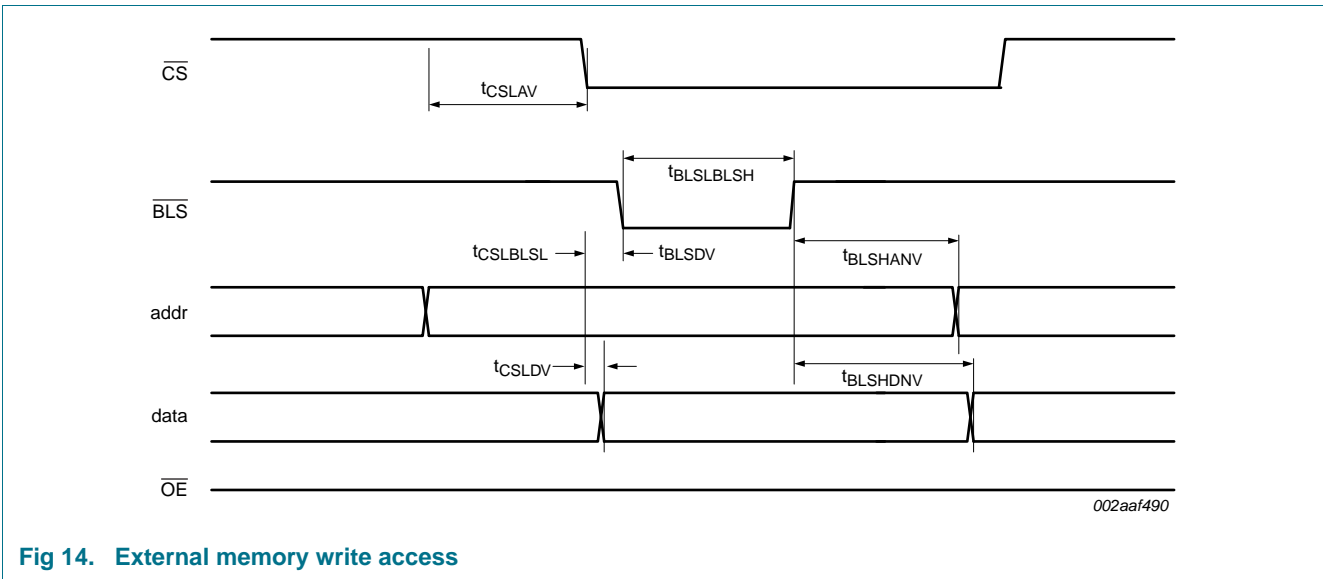 CS
tCSLAV
tBLSLBLSH
BLS
tCSLBLSL
tBLSDV
tBLSHANV
addr
tCSLDV
tBLSHDNV
data
OE
002aaf490
Fig 14. External memory write access